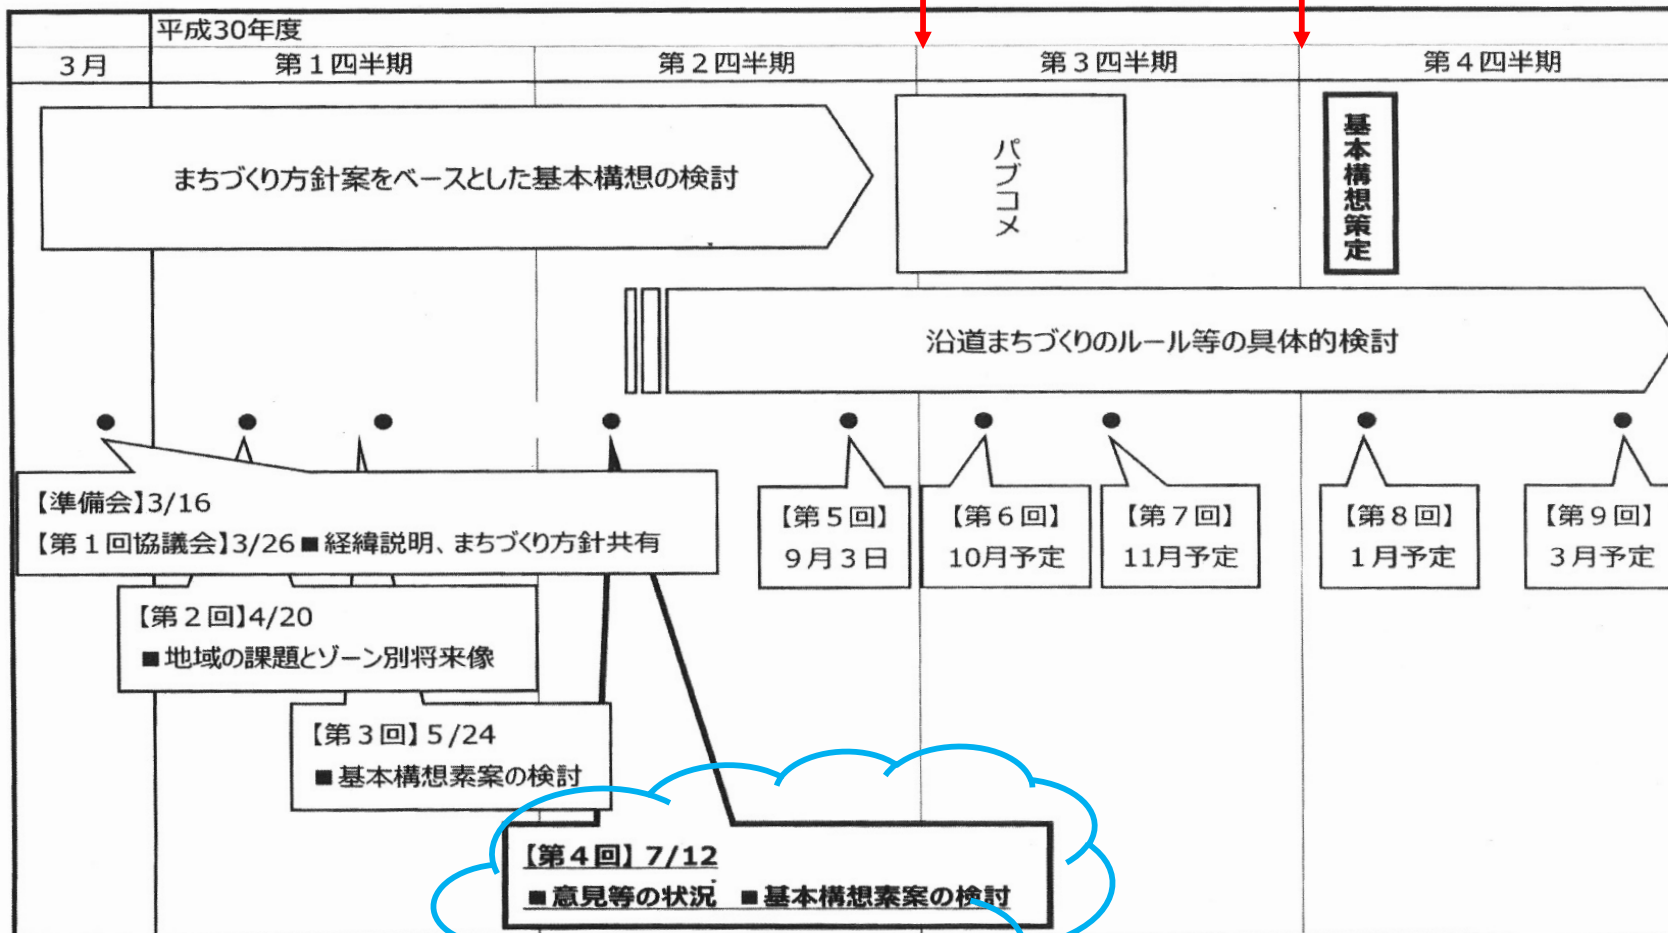 平成30年度
3月
第1四半期
第2四半期
第3四半期
第4四半期
まちづくり方針案をベースとした基本構想の検討
パブコメ
基本構想策定
沿道まちづくりのルール等の具体的検討
【準備会】3/16
【第1回協議会】3/26■経緯説明、まちづくり方針共有
【第5回】
9月3日
【第6回】
10月予定
【第7回】
11月予定
【第8回】
1月予定
【第9回】
3月予定
【第2回】4/20
■地域の課題とゾーン別将来像
【第3回】5/24
■基本構想素案の検討
【第4回】7/12
■意見等の状況 ■基本構想素案の検討